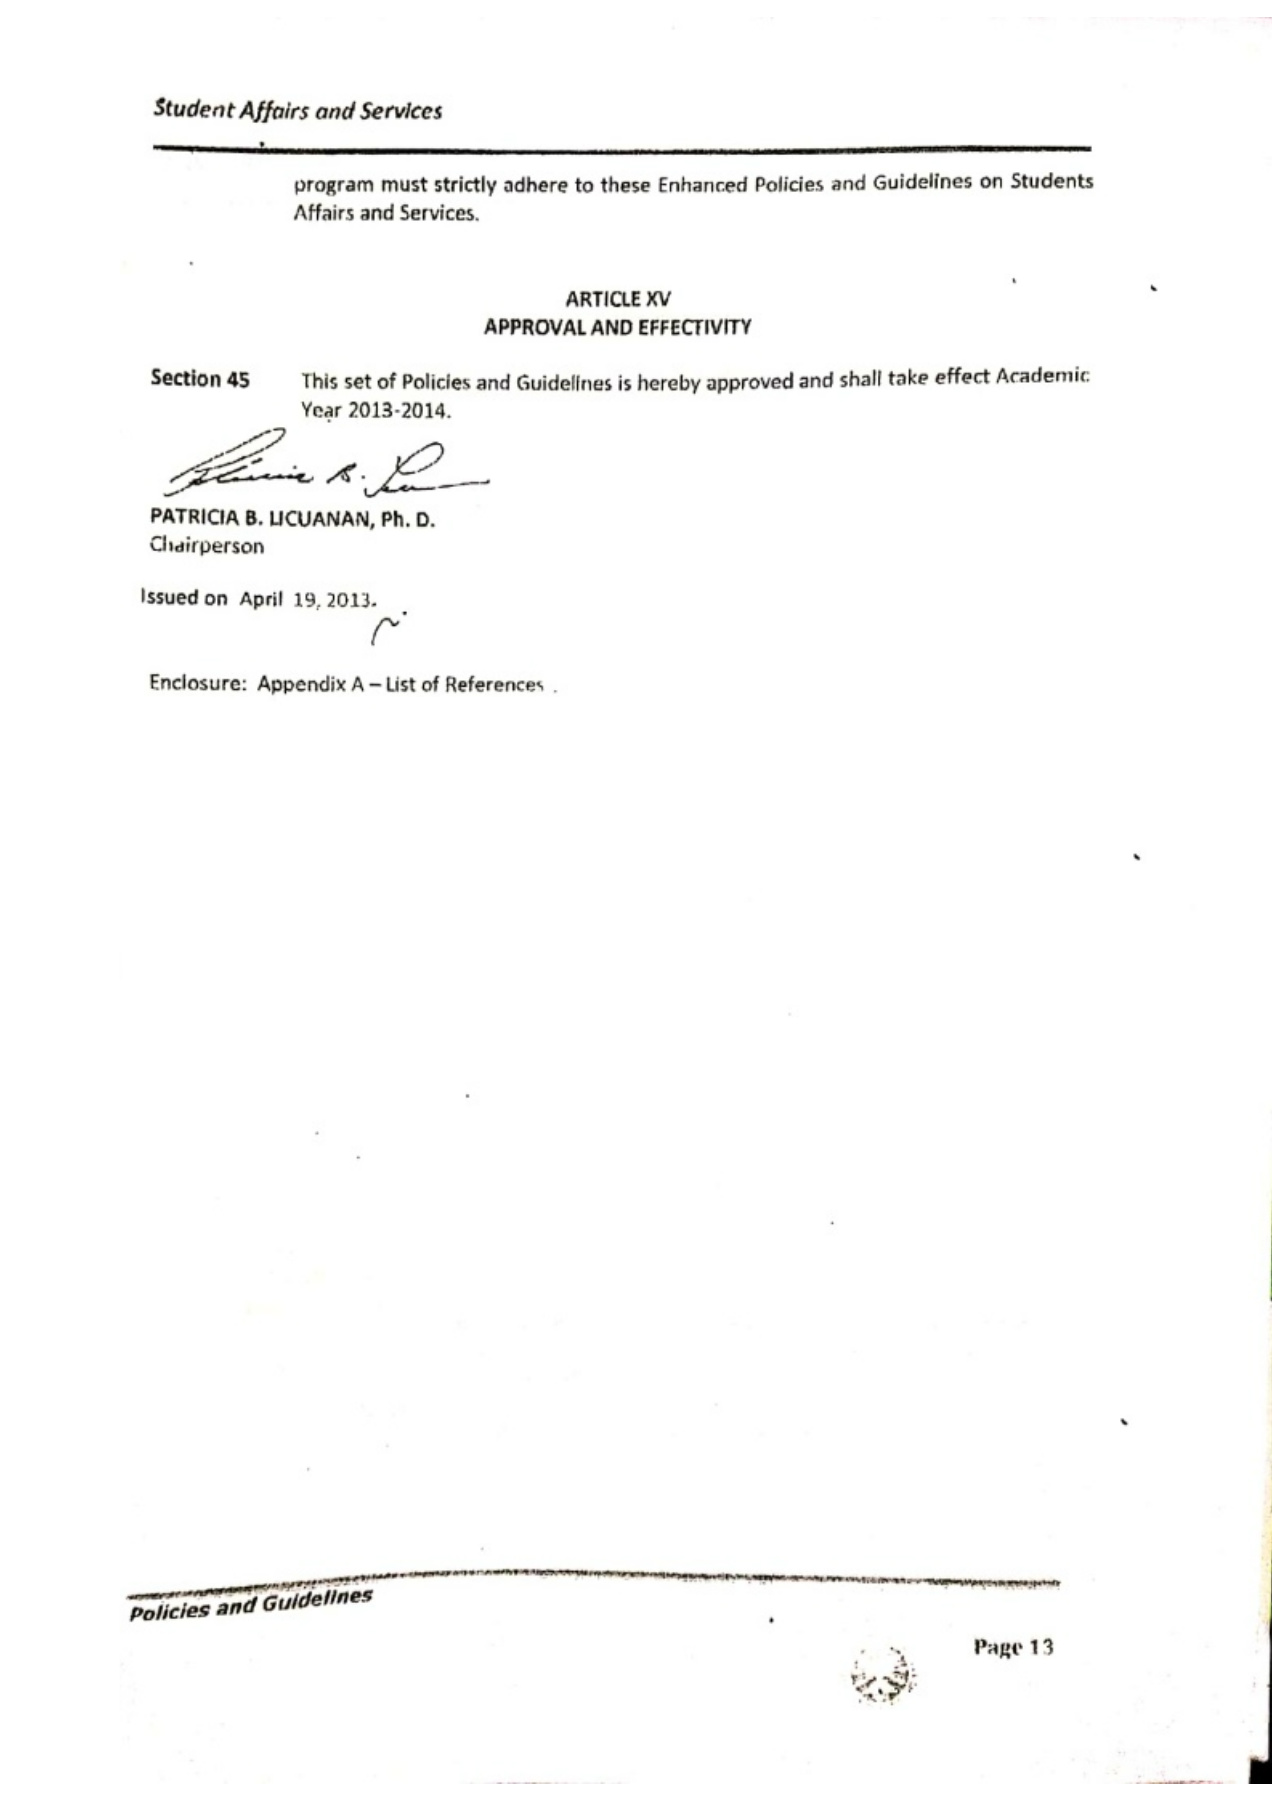 Student Affairs and Services
program must strictly adhere to these Enhanced Policies and Guidelines on Students
Affairs and Services.
ARTICLE XV
APPROVAL AND EFFECTIVITY
Section 45 This set of Policies and Guidelines is hereby approved and shall take effect Academic
Year 2013-2014.
PATRICIA B. LICUANAN, Ph. D.
Chairperson
Issued on April 19, 2013.
Enclosure: Appendix A – List of References .
Policies and Guidelines
Page 13